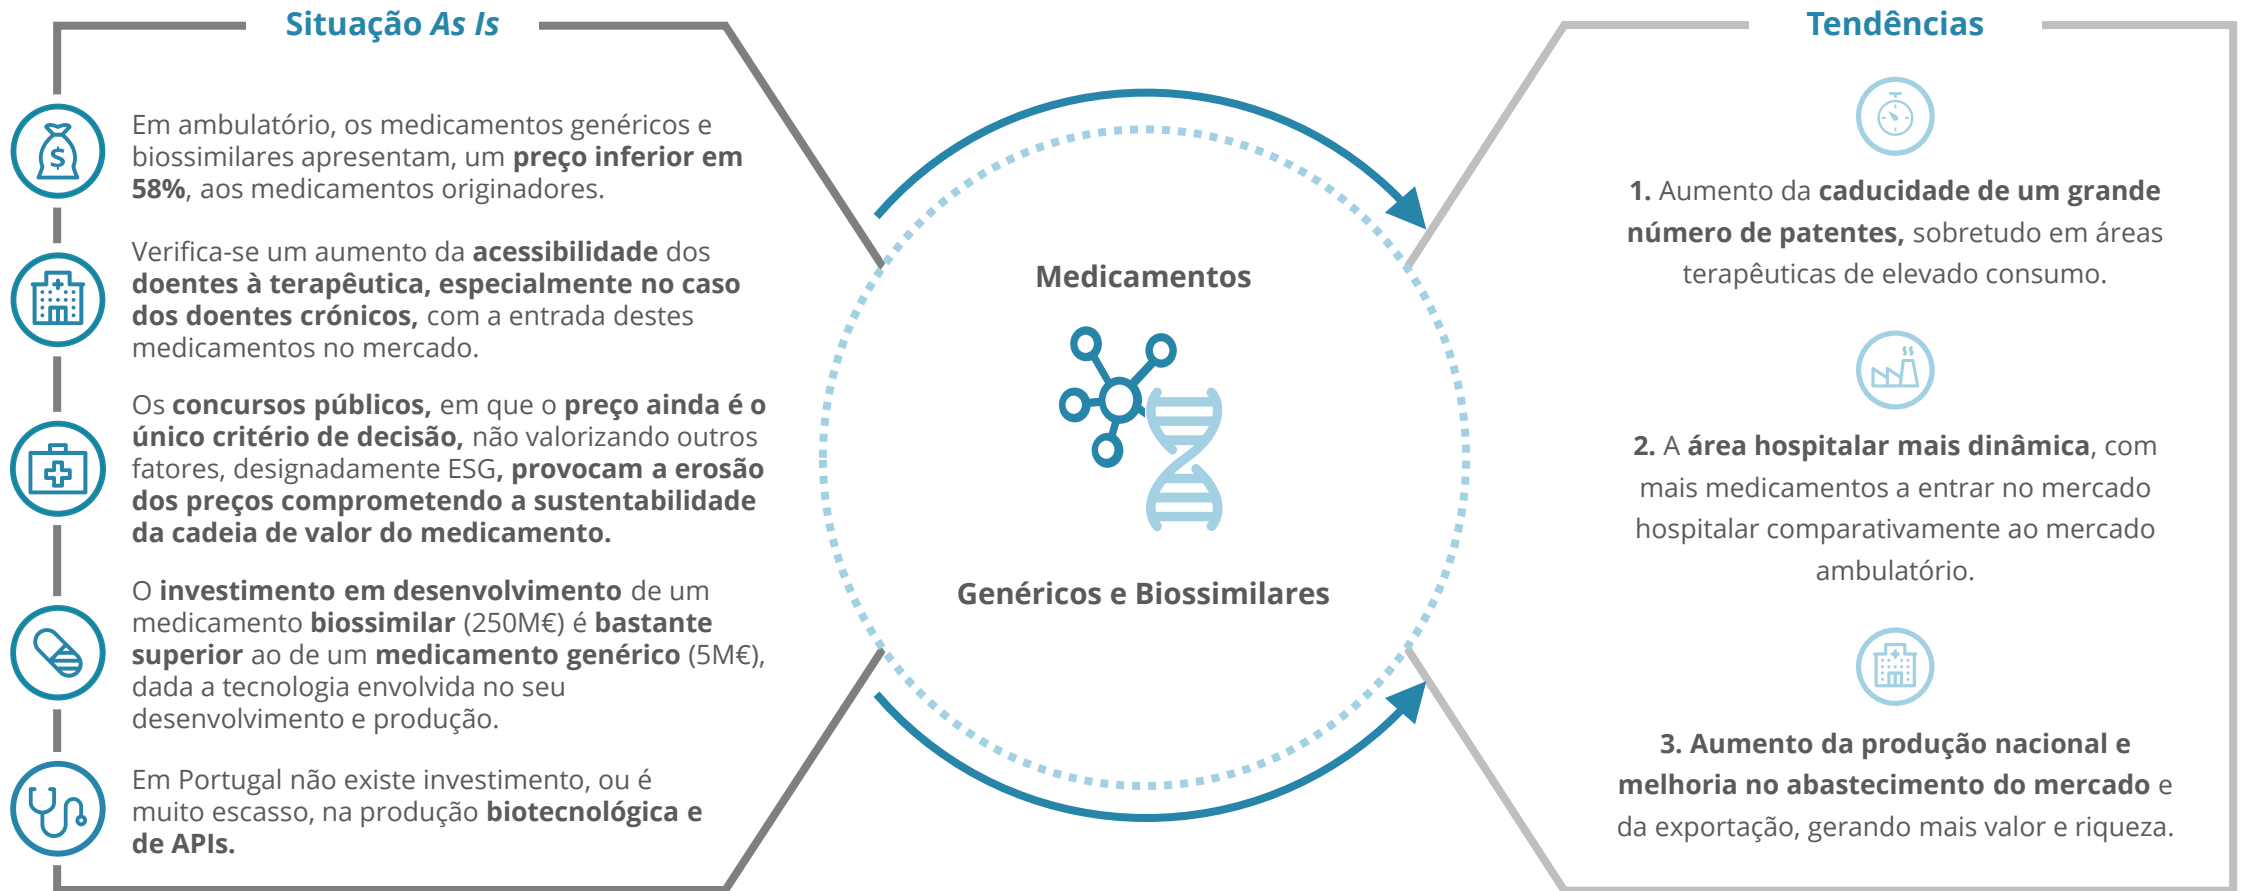 Situação As Is
Em ambulatório, os medicamentos genéricos e
biossimilares apresentam, um preço inferior em
58%, aos medicamentos originadores.
Verifica-se um aumento da acessibilidade dos
doentes à terapêutica, especialmente no caso
dos doentes crónicos, com a entrada destes
medicamentos no mercado.
Os concursos públicos, em que o preço ainda é o
único critério de decisão, não valorizando outros
fatores, designadamente ESG, provocam a erosão
dos preços comprometendo a sustentabilidade
da cadeia de valor do medicamento.
O investimento em desenvolvimento de um
medicamento biossimilar (250M€) é bastante
superior ao de um medicamento genérico (5M€),
dada a tecnologia envolvida no seu
desenvolvimento e produção.
Em Portugal não existe investimento, ou é
muito escasso, na produção biotecnológica e
de APIs.
Medicamentos
Genéricos e Biossimilares
Tendências
1. Aumento da caducidade de um grande
número de patentes, sobretudo em áreas
terapêuticas de elevado consumo.
2. A área hospitalar mais dinâmica, com
mais medicamentos a entrar no mercado
hospitalar comparativamente ao mercado
ambulatório.
3. Aumento da produção nacional e
melhoria no abastecimento do mercado e
da exportação, gerando mais valor e riqueza.